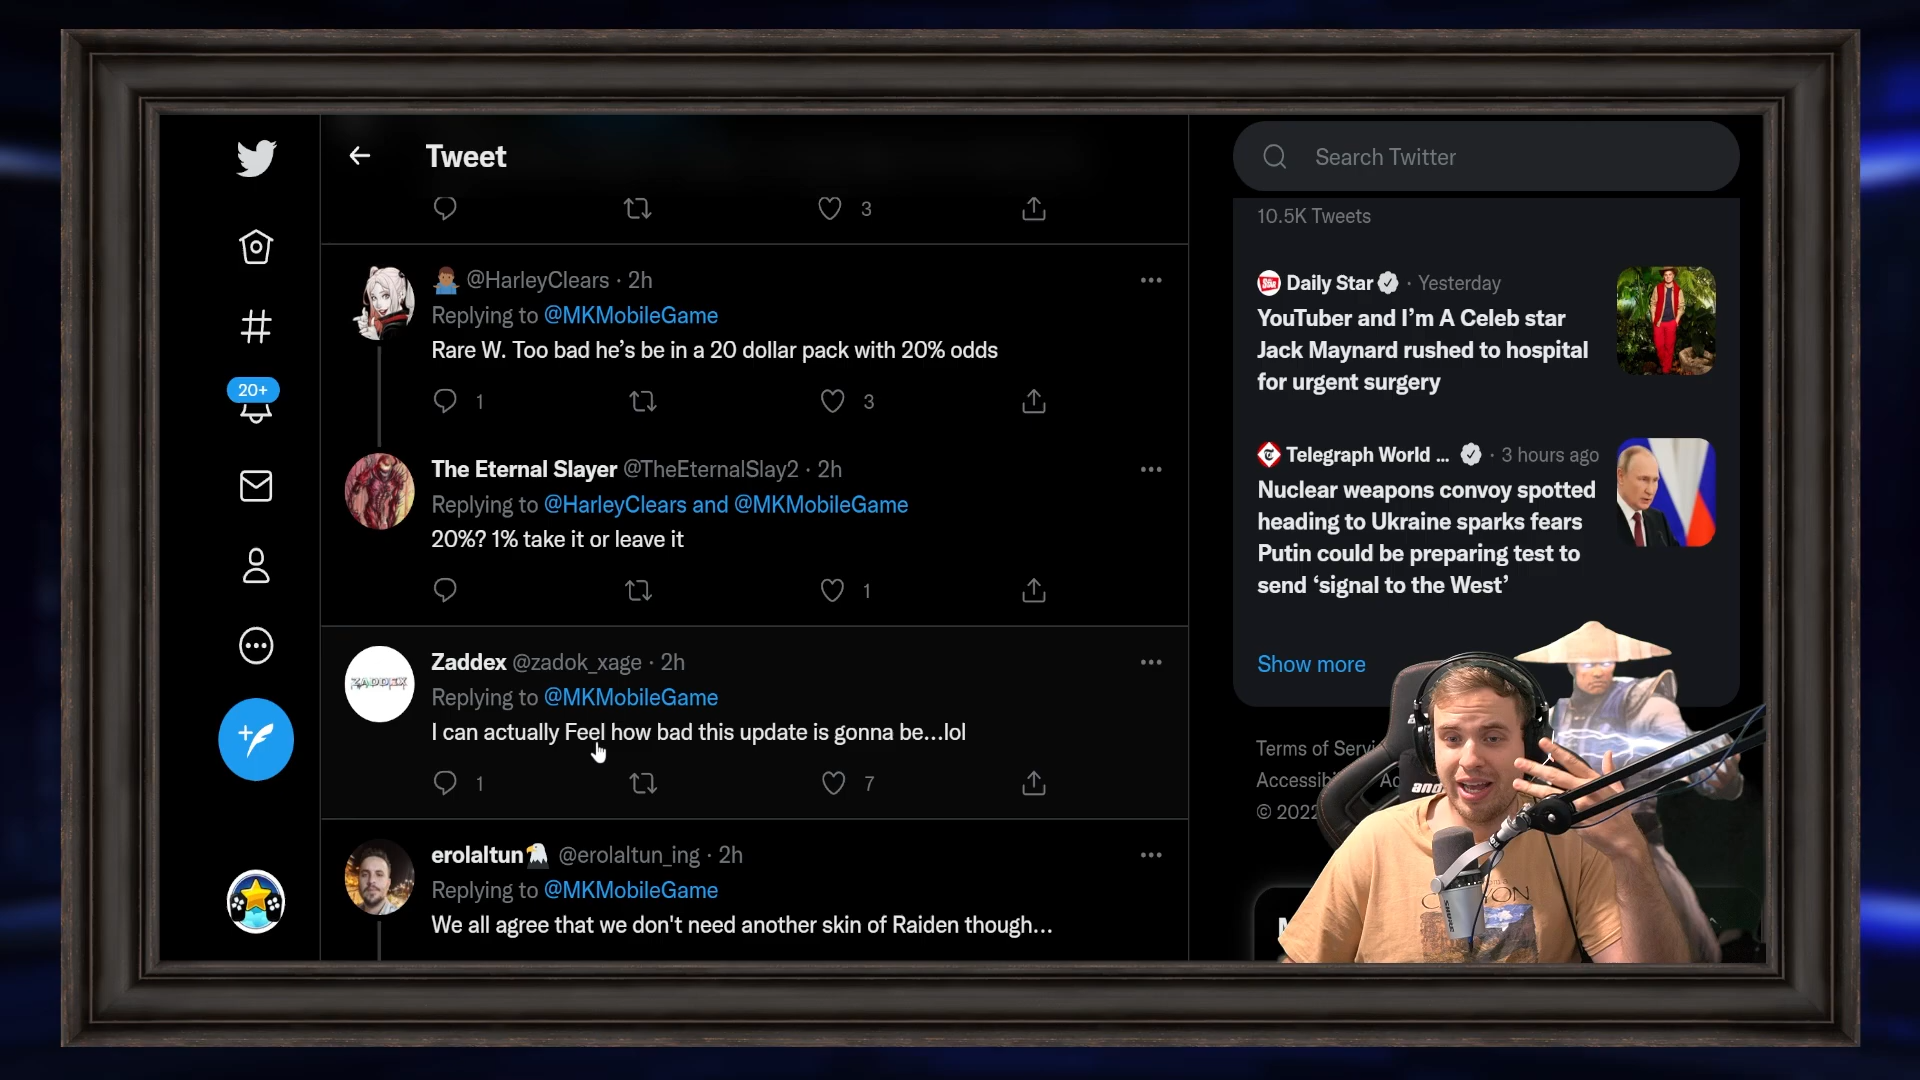 Tweet
Search Twitter
10.5K Tweets
3
@HarleyClears · 2h
Replying to @MKMobileGame
Rare W. Too bad he's be in a 20 dollar pack with 20% odds
1 3
The Eternal Slayer @TheEternalSlay2 · 2h
Replying to @HarleyClears and @MKMobileGame
20%? 1% take it or leave it
1
Zaddex @zadok_xage · 2h
Replying to @MKMobileGame
I can actually Feel how bad this update is gonna be...lol
1 7
erolaltun @erolaltun_ing · 2h
Replying to @MKMobileGame
We all agree that we don't need another skin of Raiden though...
20+
ZADDEX
Daily Star · Yesterday
YouTuber and I'm A Celeb star
Jack Maynard rushed to hospital
for urgent surgery
Telegraph World ... · 3 hours ago
Nuclear weapons convoy spotted
heading to Ukraine sparks fears
Putin could be preparing test to
send ‘signal to the West’
Show more
Terms of Servi
Accessib Ad
© 2022
SHURE